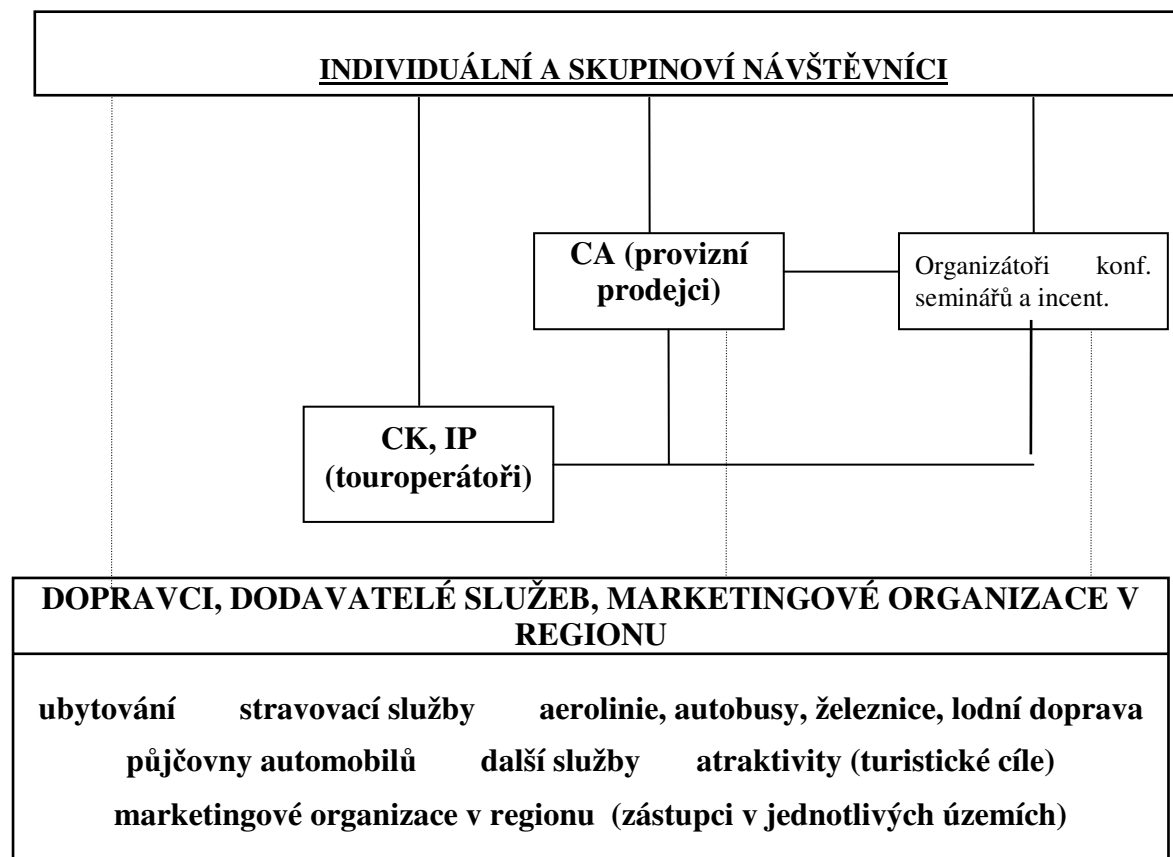 INDIVIDUÁLNÍ A SKUPINOVÍ NÁVŠTĚVNÍCI
CA (provizní
prodejci)
Organizátoři konf.
seminářů a incent.
CK, IP
(touroperátoři)
DOPRAVCI, DODAVATELÉ SLUŽEB, MARKETINGOVÉ ORGANIZACE V
REGIONU
ubytování stravovací služby aerolinie, autobusy, železnice, lodní doprava
půjčovny automobilů další služby atraktivity (turistické cíle)
marketingové organizace v regionu (zástupci v jednotlivých územích)